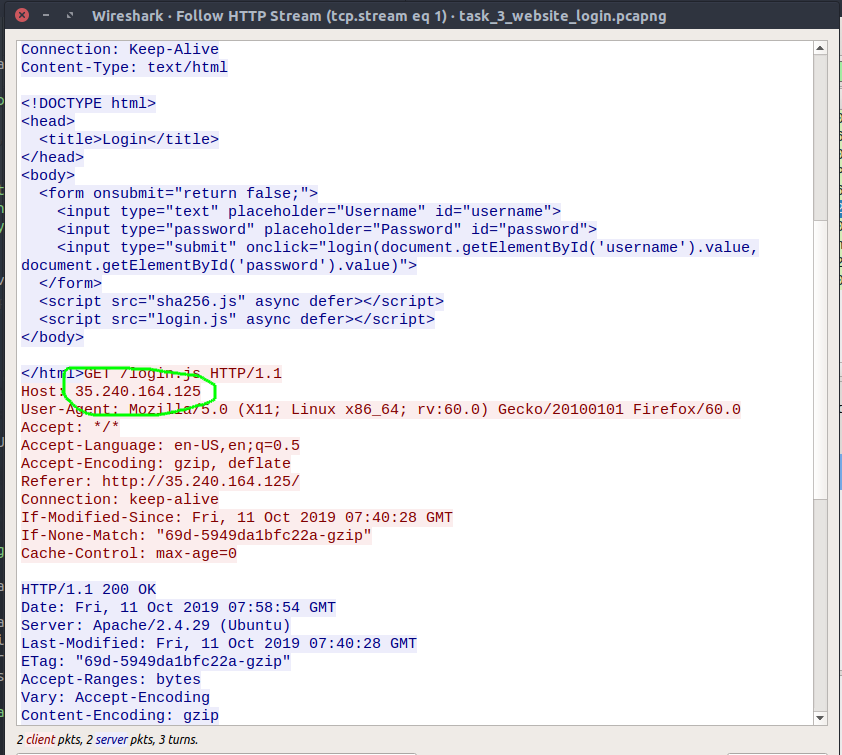 Wireshark · Follow HTTP Stream (tcp.stream eq 1) · task_3_website_login.pcapng
Connection: Keep-Alive
Content-Type: text/html
<!DOCTYPE html>
<head>
<title>Login</title>
</head>
<body>
<form onsubmit="return false;">
<input type="text" placeholder="Username" id="username">
<input type="password" placeholder="Password" id="password">
<input type="submit" onclick="login(document.getElementById('username').value,
document.getElementById('password').value)">
</form>
<script src="sha256.js" async defer></script>
<script src="login.js" async defer></script>
</body>
</html>GET /login.js HTTP/1.1
Host: 35.240.164.125
User-Agent: Mozilla/5.0 (X11; Linux x86_64; rv:60.0) Gecko/20100101 Firefox/60.0
Accept: */*
Accept-Language: en-US,en;q=0.5
Accept-Encoding: gzip, deflate
Referer: http://35.240.164.125/
Connection: keep-alive
If-Modified-Since: Fri, 11 Oct 2019 07:40:28 GMT
If-None-Match: "69d-5949da1bfc22a-gzip"
Cache-Control: max-age=0
HTTP/1.1 200 OK
Date: Fri, 11 Oct 2019 07:58:54 GMT
Server: Apache/2.4.29 (Ubuntu)
Last-Modified: Fri, 11 Oct 2019 07:40:28 GMT
ETag: "69d-5949da1bfc22a-gzip"
Accept-Ranges: bytes
Vary: Accept-Encoding
Content-Encoding: gzip
2 client pkts, 2 server pkts, 3 turns.